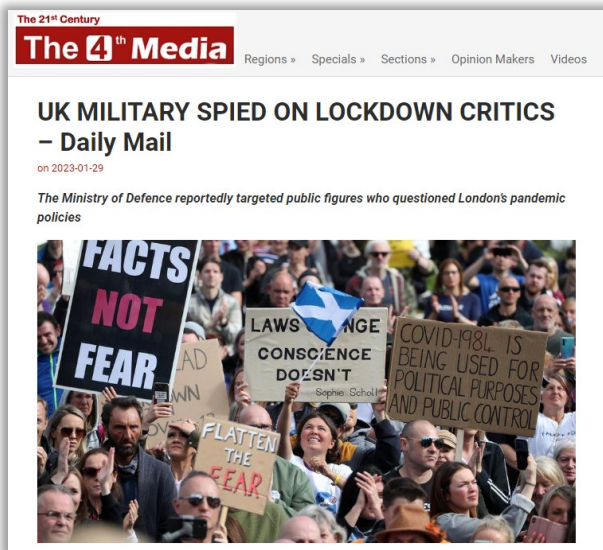 The 21st Century
The 4th Media
Regions » Specials » Sections » Opinion Makers Videos
UK MILITARY SPIED ON LOCKDOWN CRITICS
– Daily Mail
on 2023-01-29
The Ministry of Defence reportedly targeted public figures who questioned London's pandemic
policies
FACTS
NOT
FEAR
LAWS NGE
CONSCIENCE
DOESN'T
Sophie Scholl
COVID-1984 IS
BEING USED FOR
POLITICAL PURPOSES
AND PUBLIC CONTROL
FLATTEN
THE
FEAR